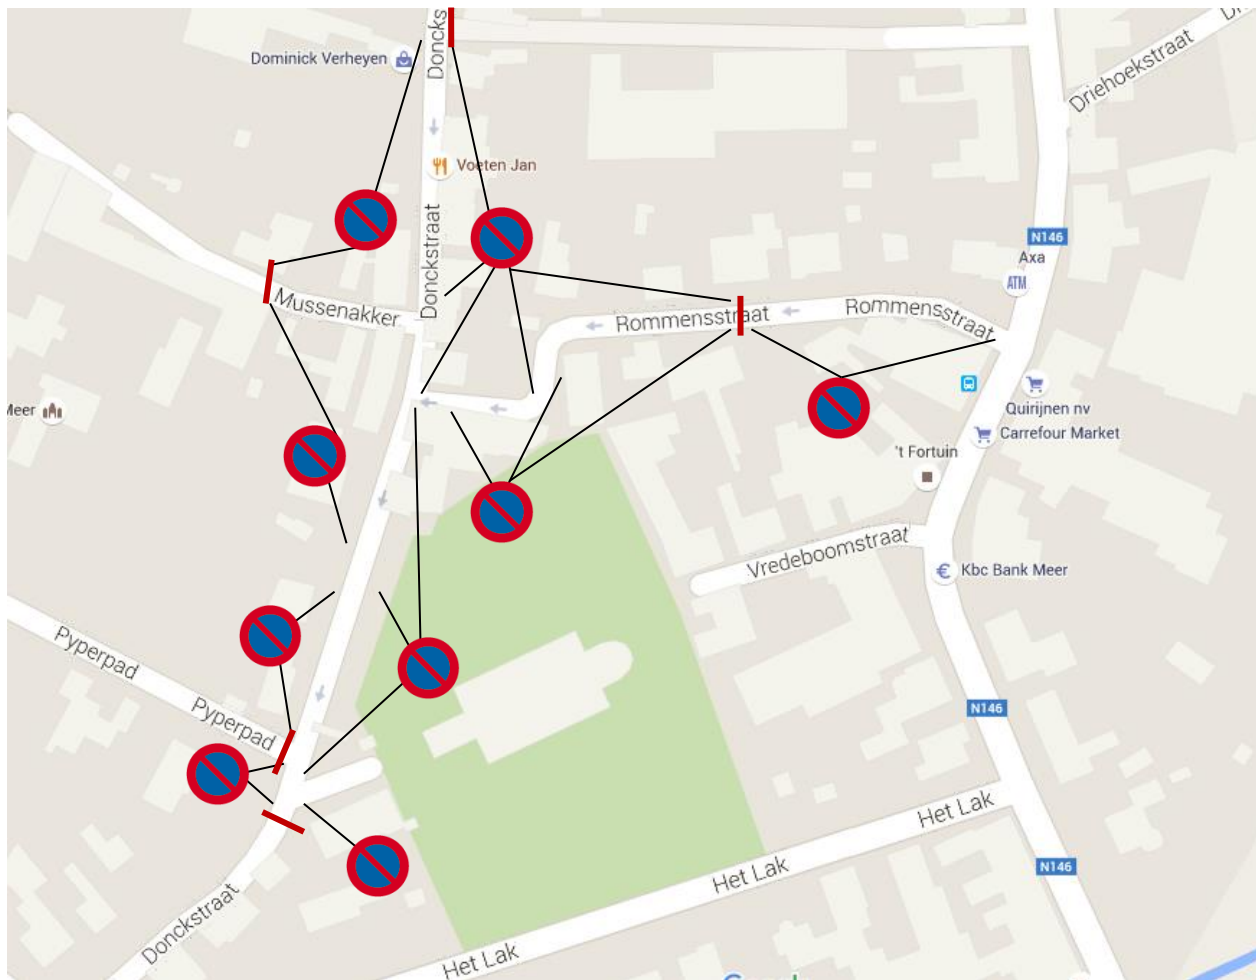 Doncks
Dominick Verheyen
Driehoekstraat
Voeten Jan
Donckstraat
N146
Axa
ATM
Mussenakker
Rommensstraat
Rommensstraat
Quirijnen nv
Meer
Carrefour Market
't Fortuin
Vredeboomstraat
€ Kbc Bank Meer
Pyperpad
Pyperpad
N146
Het Lak
N146
Het Lak
Donckstraat
Het Lak